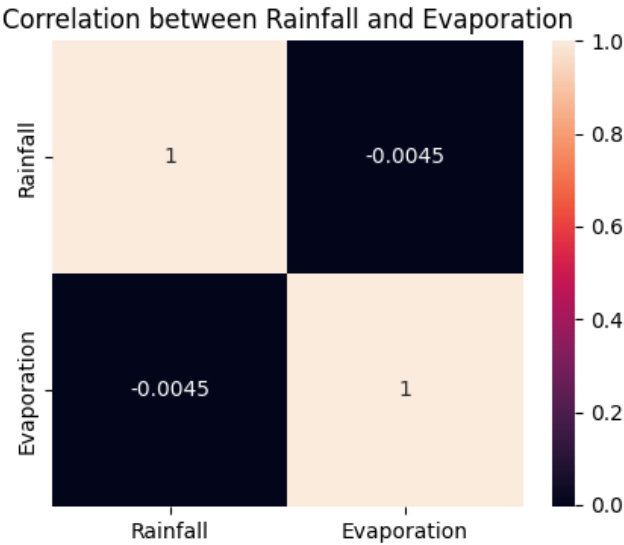 Correlation between Rainfall and Evaporation
1.0
Rainfall
1
-0.0045
0.8
0.6
0.4
Evaporation
-0.0045
1
0.2
0.0
Rainfall
Evaporation